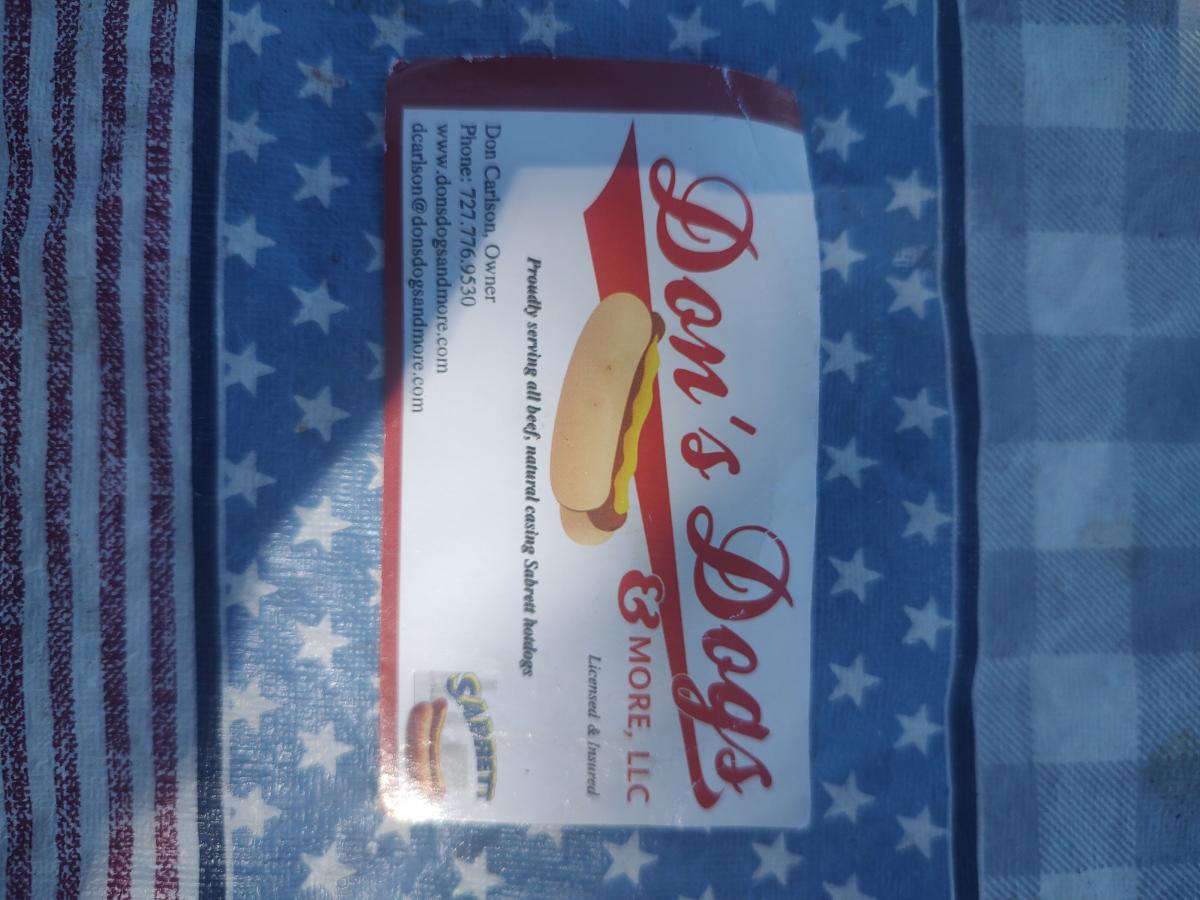 Don's Dogs
& MORE, LLC
Licensed & Insured
Proudly serving all beef, natural casing Sabrett hotdogs
Don Carlson, Owner
Phone: 727.776.9530
www.donsdogsandmore.com
dcarlson@donsdogsandmore.com
SABRETT